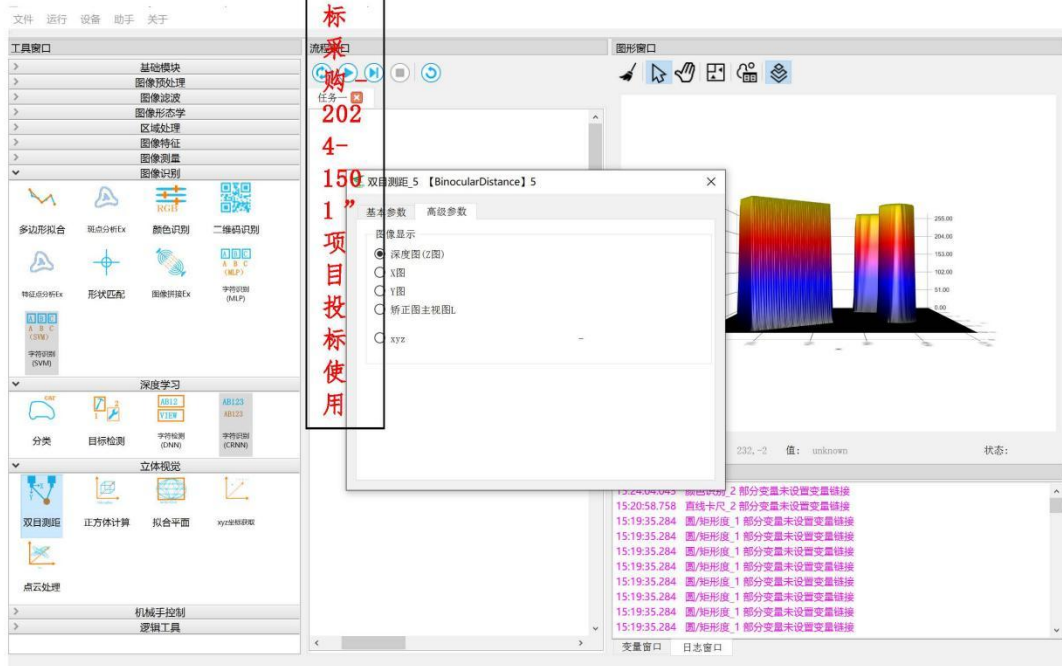 文件 运行 设备 助手 关于
工具窗口
基础模块
图像预处理
图像滤波
图像形态学
区域处理
图像特征
图像测量
图像识别
RGB
多边形拟合 斑点分析Ex 颜色识别 二维码识别
A B C
A B C
(MLP)
特征点分析Ex 形状匹配 图像拼接Ex 字符识别
(MLP)
A B C
A B C
(SVM)
字符识别
(SVM)
深度学习
car 1 2 AB12 VIEW AB123 AB123
分类 目标检测 字符检测
(DNN) 字符识别
(CRNN)
立体视觉
双目测距 正方体计算 拟合平面 xyz坐标获取
点云处理
机械手控制
逻辑工具
流程窗口
任务一
标
采
购-
202
4-
150
1”
项
目
投
标
使
用
双目测距_5 【BinocularDistance】5
基本参数 高级参数
图像显示
深度图(Z图)
X图
Y图
矫正图主视图L
xyz
-
图形窗口
255.00
204.00
153.00
102.00
51.00
0.00
232,-2 值: unknown 状态:
15:24:04.045 颜色识别_2 部分变量未设置变量链接
15:20:58.758 直线卡尺_2 部分变量未设置变量链接
15:19:35.284 圆/矩形度_1 部分变量未设置变量链接
15:19:35.284 圆/矩形度_1 部分变量未设置变量链接
15:19:35.284 圆/矩形度_1 部分变量未设置变量链接
15:19:35.284 圆/矩形度_1 部分变量未设置变量链接
15:19:35.284 圆/矩形度_1 部分变量未设置变量链接
15:19:35.284 圆/矩形度_1 部分变量未设置变量链接
15:19:35.284 圆/矩形度_1 部分变量未设置变量链接
15:19:35.284 圆/矩形度_1 部分变量未设置变量链接
变量窗口 日志窗口